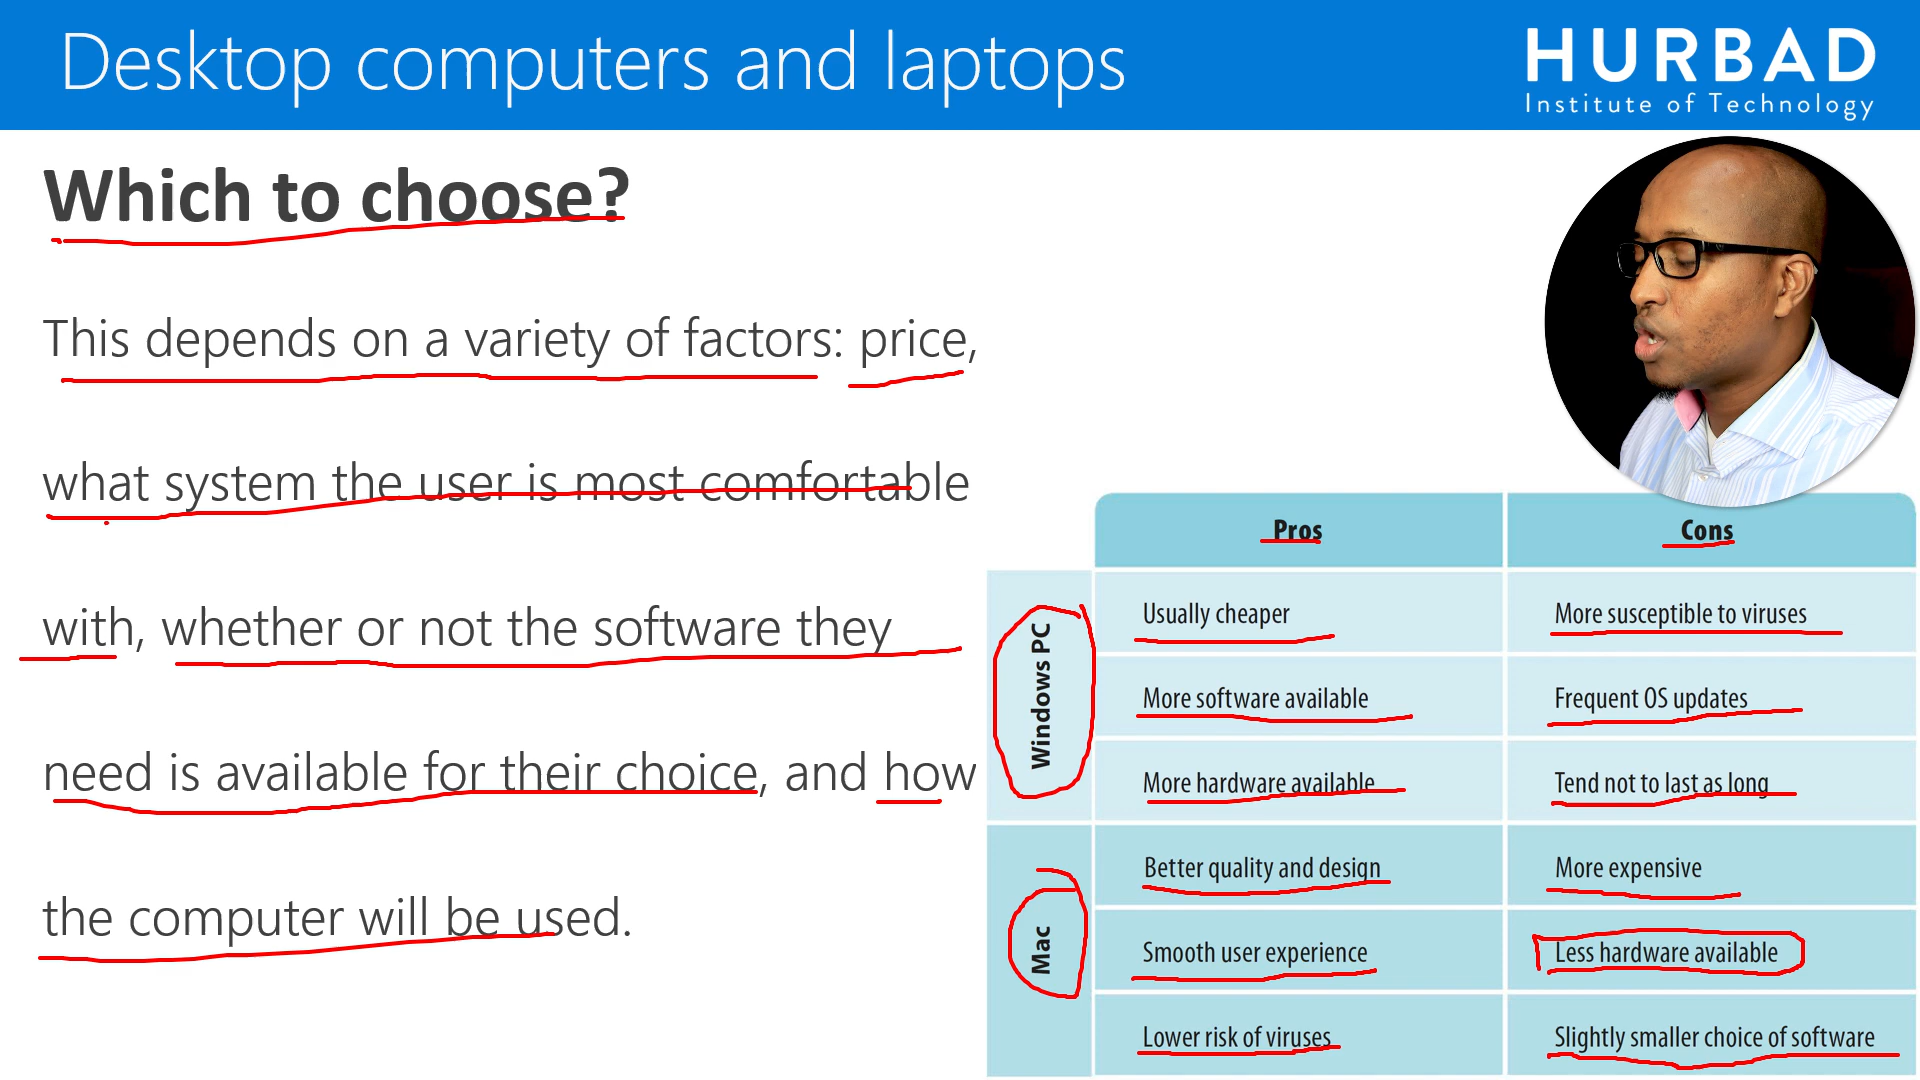 Desktop computers and laptops
HURBAD
Institute of Technology
Which to choose?
This depends on a variety of factors: price,
what system the user is most comfortable
with, whether or not the software they
need is available for their choice, and how
the computer will be used.
Pros
Cons
Windows PC
Usually cheaper
More susceptible to viruses
More software available
Frequent OS updates
More hardware available
Tend not to last as long
Mac
Better quality and design
More expensive
Smooth user experience
Less hardware available
Lower risk of viruses
Slightly smaller choice of software